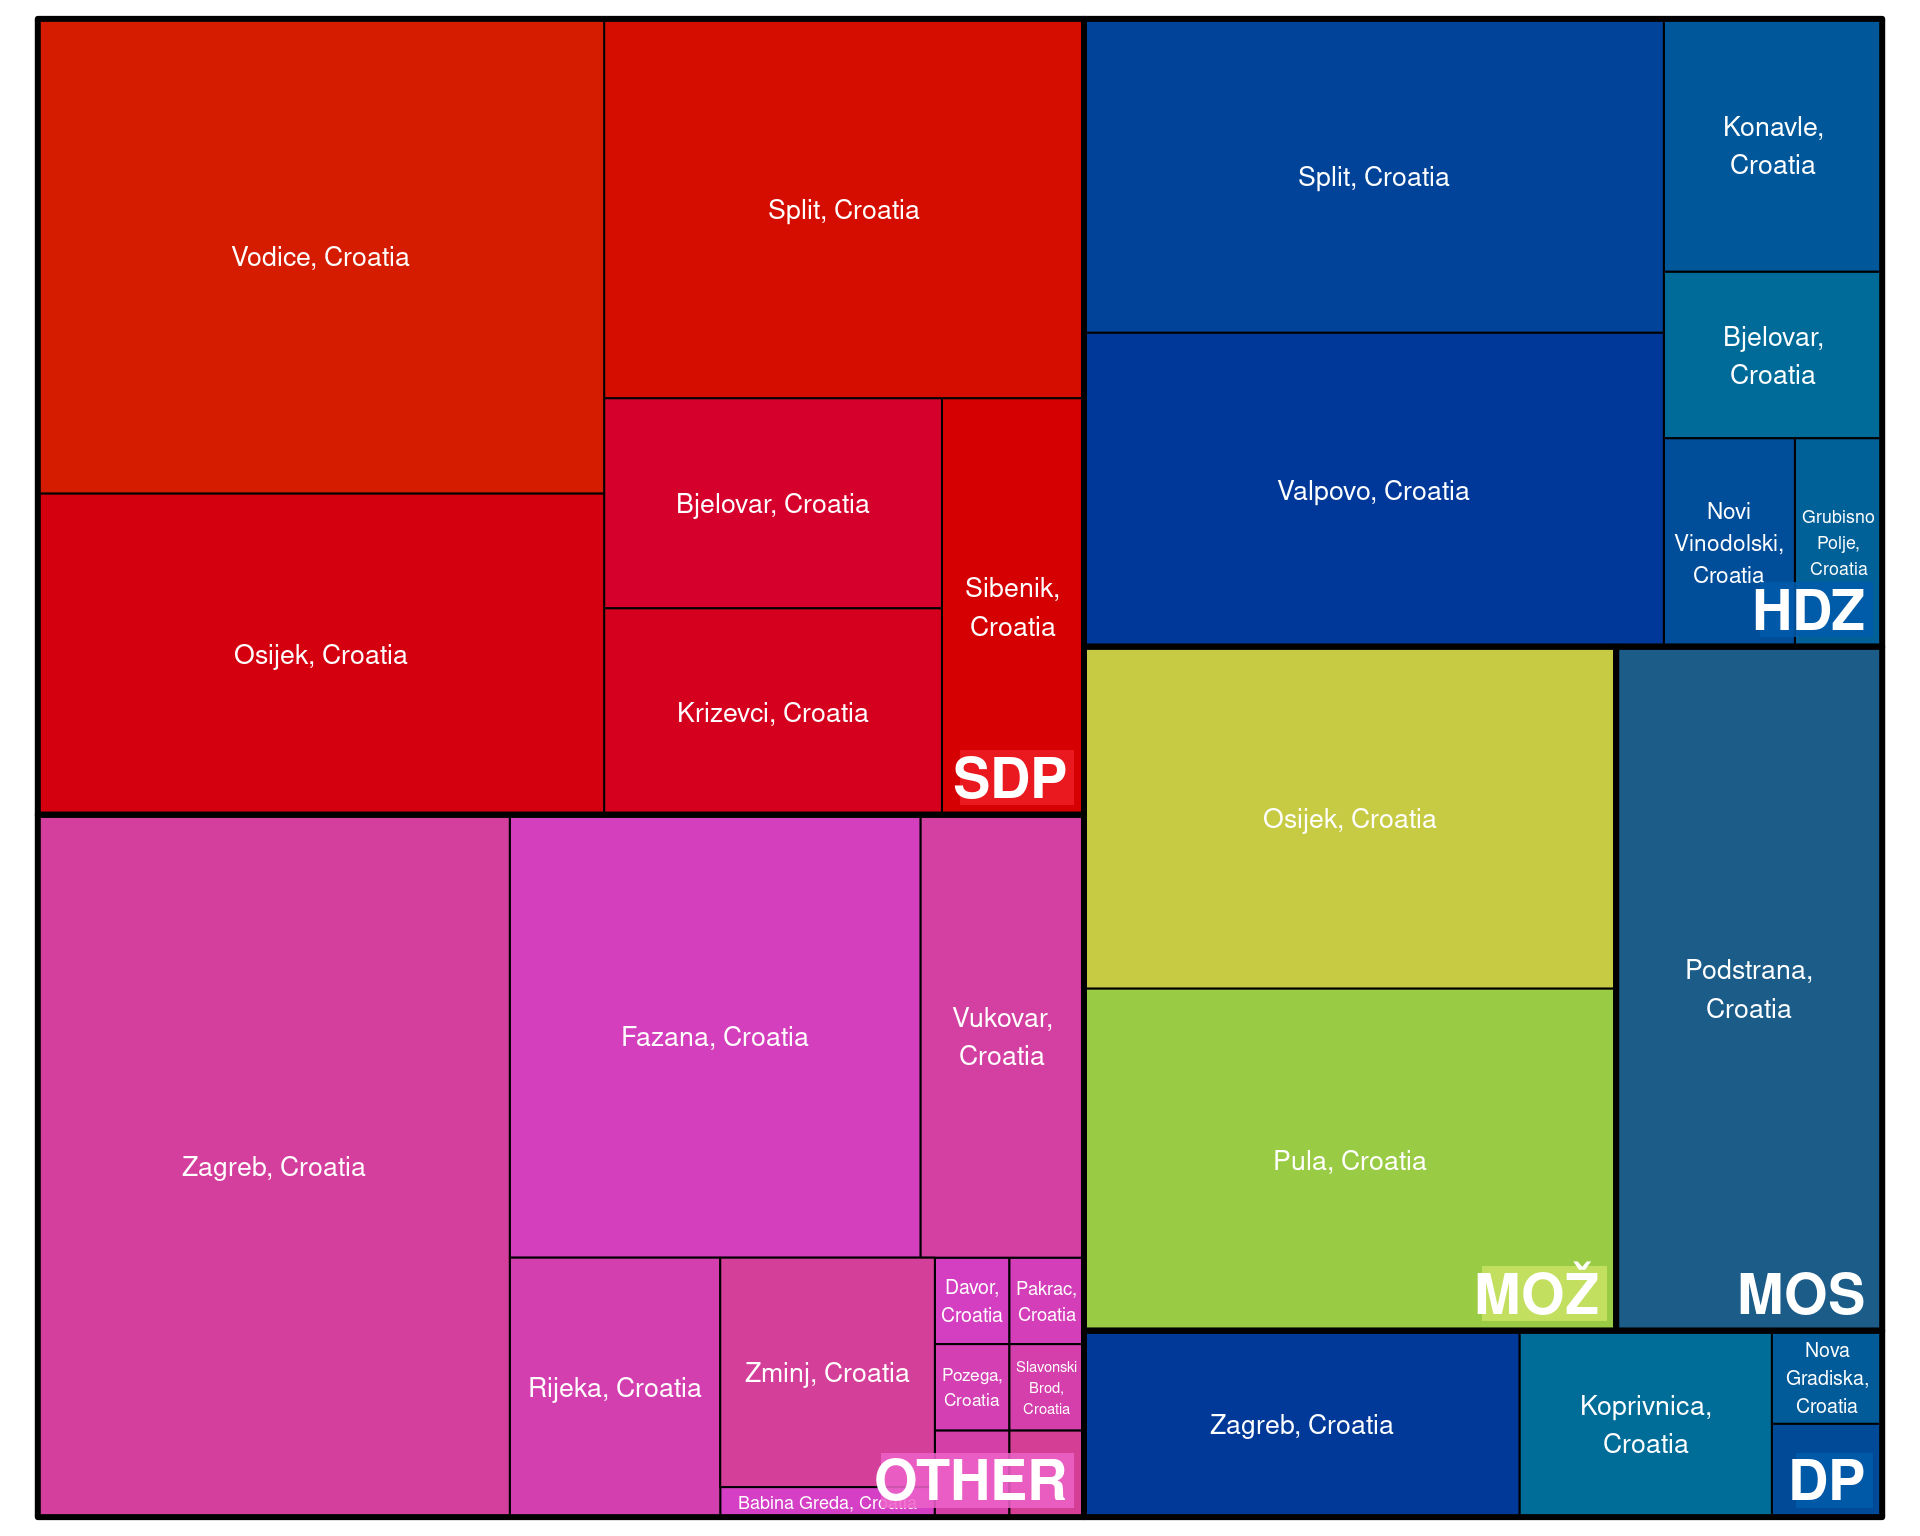 Vodice, Croatia
Split, Croatia
Osijek, Croatia
Bjelovar, Croatia
Krizevci, Croatia
Sibenik,
Croatia
SDP
Split, Croatia
Valpovo, Croatia
Konavle,
Croatia
Bjelovar,
Croatia
Novi
Vinodolski,
Croatia
Grubisno
Polje,
Croatia
HDZ
Zagreb, Croatia
Fazana, Croatia
Vukovar,
Croatia
Rijeka, Croatia
Zminj, Croatia
Babina Greda, Croatia
Davor,
Croatia
Pakrac,
Croatia
Pozega,
Croatia
Slavonski
Brod,
Croatia
OTHER
Osijek, Croatia
Pula, Croatia
MOŽ
Podstrana,
Croatia
MOS
Zagreb, Croatia
Koprivnica,
Croatia
Nova
Gradiska,
Croatia
DP